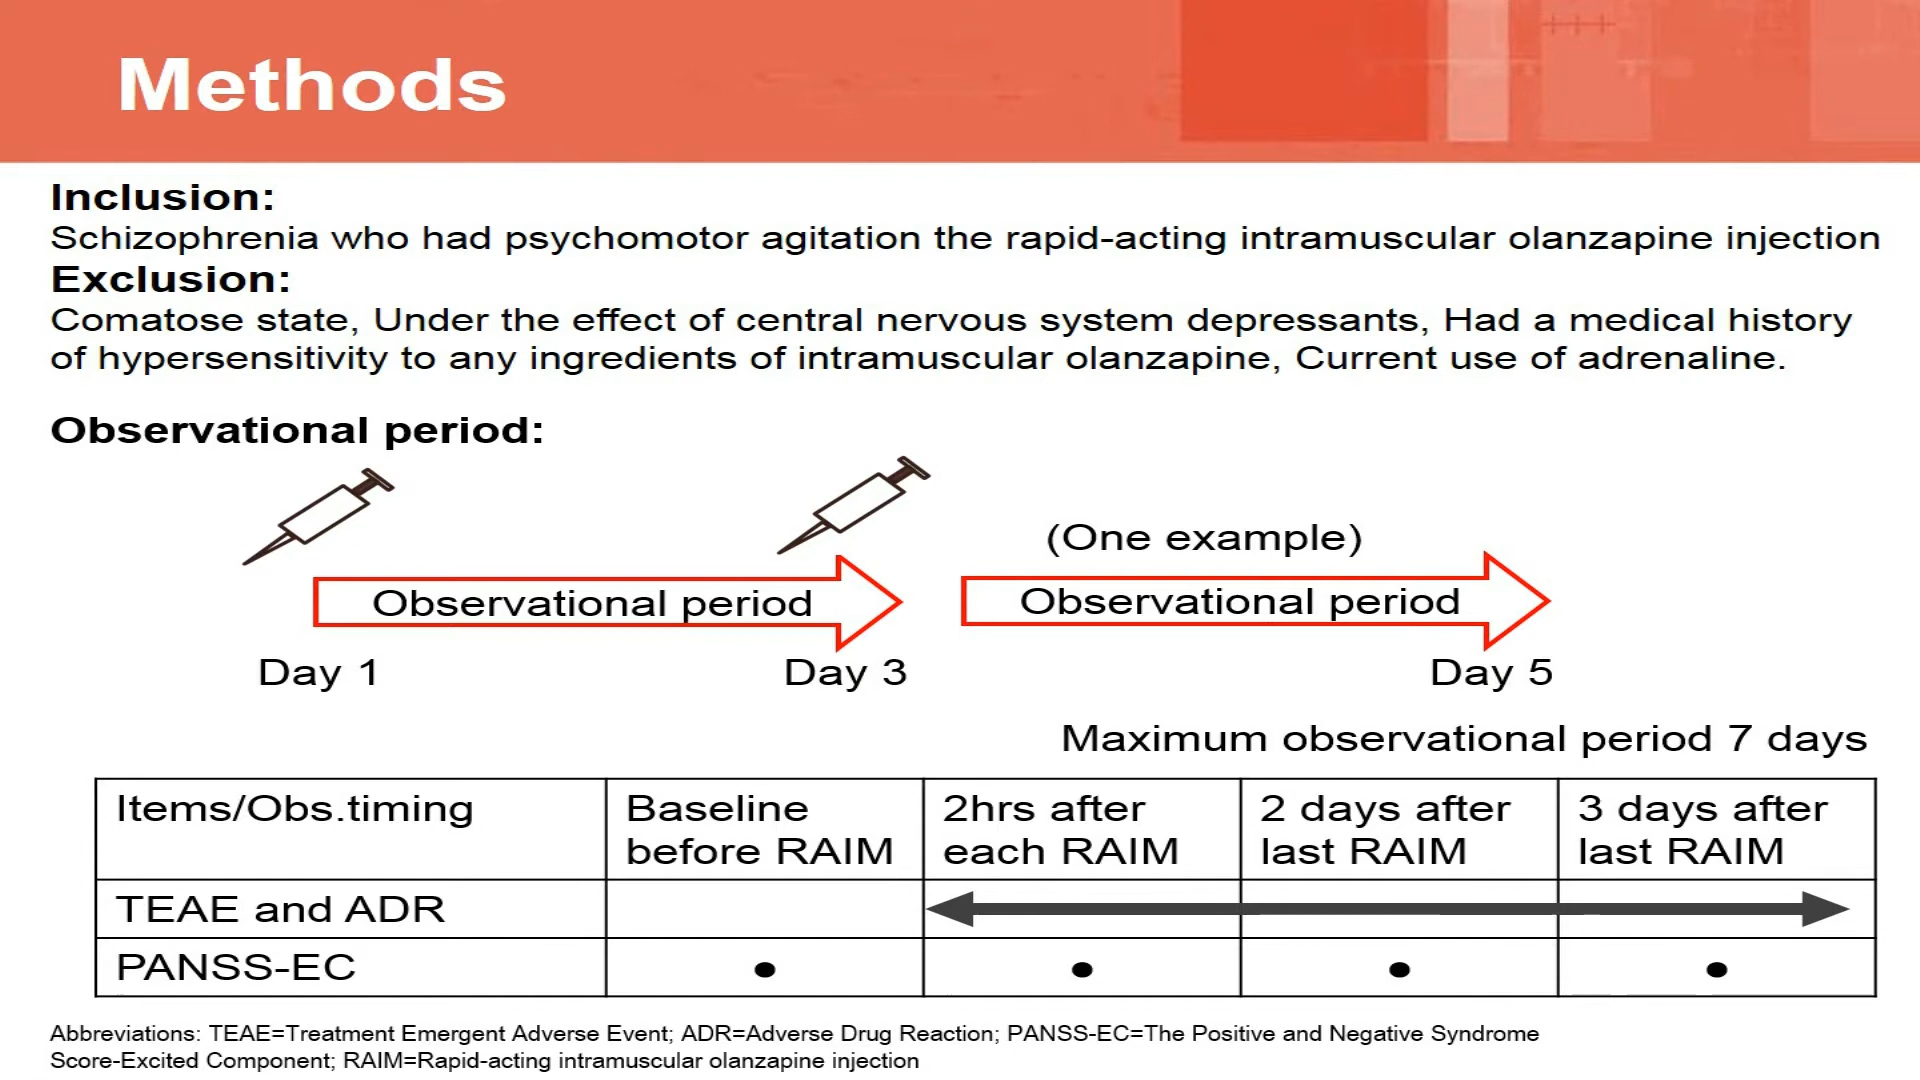 Methods
Inclusion:
Schizophrenia who had psychomotor agitation the rapid-acting intramuscular olanzapine injection
Exclusion:
Comatose state, Under the effect of central nervous system depressants, Had a medical history
of hypersensitivity to any ingredients of intramuscular olanzapine, Current use of adrenaline.
Observational period:
(One example)
Observational period
Observational period
Day 1
Day 3
Day 5
Maximum observational period 7 days
Items/Obs.timing
Baseline
before RAIM
2hrs after
each RAIM
2 days after
last RAIM
3 days after
last RAIM
TEAE and ADR
PANSS-EC
• • • •
Abbreviations: TEAE=Treatment Emergent Adverse Event; ADR=Adverse Drug Reaction; PANSS-EC=The Positive and Negative Syndrome
Score-Excited Component; RAIM=Rapid-acting intramuscular olanzapine injection